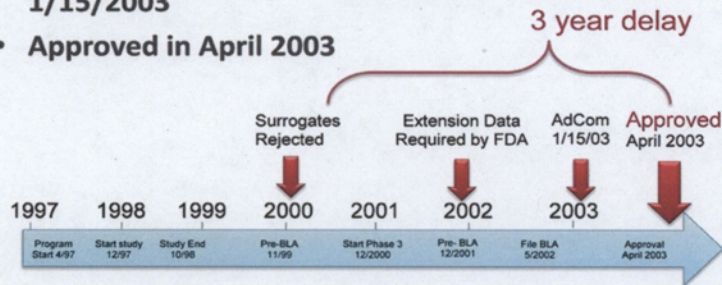 1/15/2003
• Approved in April 2003
3 year delay
Surrogates
Rejected
Extension Data
Required by FDA
AdCom
1/15/03
Approved
April 2003
1997 1998 1999 2000 2001 2002 2003
Program
Start 4/97
Start study
12/97
Study End
10/98
Pre-BLA
11/99
Start Phase 3
12/2000
Pre- BLA
12/2001
File BLA
5/2002
Approval
April 2003